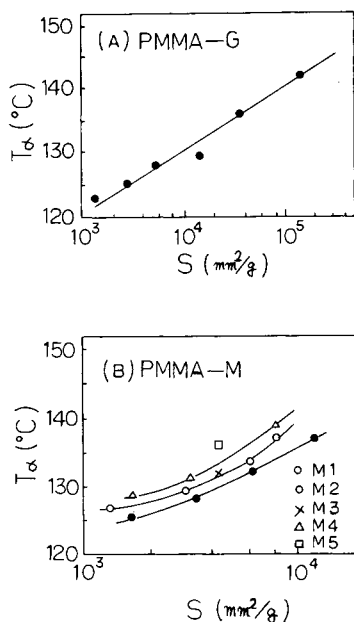 (A) PMMA-G
150
140
130
120
Tα (°C)
10³ 10⁴ 10⁵
S (mm²/g)
(B) PMMA-M
150
140
130
120
Tα (°C)
M1
M2
M3
M4
M5
10⁴
S (mm²/g)